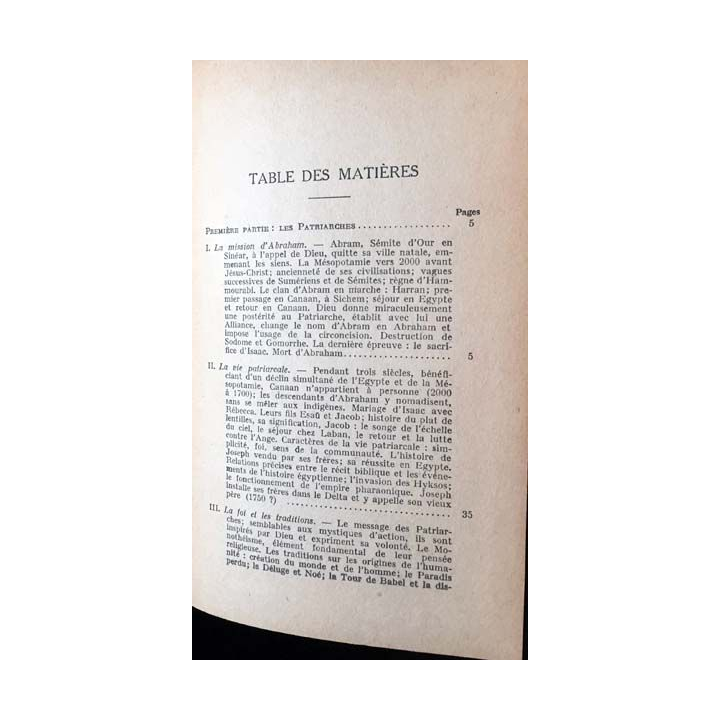 TABLE DES MATIÈRES
Pages
PREMIÈRE PARTIE : LES PATRIARCHES.................. 5
I. La mission d'Abraham. — Abram, Sémite d'Our en
Sinéar, à l'appel de Dieu, quitte sa ville natale, em-
menant les siens. La Mésopotamie vers 2000 avant
Jésus-Christ; ancienneté de ses civilisations; vagues
successives de Sumériens et de Sémites; règne d'Ham-
mourabi. Le clan d'Abram en marche : Harran; pre-
mier passage en Canaan, à Sichem; séjour en Egypte
et retour en Canaan. Dieu donne miraculeusement
une postérité au Patriarche, établit avec lui une
Alliance, change le nom d'Abram en Abraham et
impose l'usage de la circoncision. Destruction de
Sodome et Gomorrhe. La dernière épreuve : le sacri-
fice d'Isaac. Mort d'Abraham..................... 5
II. La vie patriarcale. — Pendant trois siècles, bénéfi-
ciant d'un déclin simultané de l'Egypte et de la Mé-
sopotamie, Canaan n'appartient à personne (2000
à 1700); les descendants d'Abraham y nomadisent,
sans se mêler aux indigènes. Mariage d'Isaac avec
Rébecca. Leurs fils Esaü et Jacob; histoire du plat de
lentilles, sa signification, Jacob : le songe de l'échelle
du ciel, le séjour chez Laban, le retour et la lutte
contre l'Ange. Caractères de la vie patriarcale : sim-
plicité, foi, sens de la communauté. L'histoire de
Joseph vendu par ses frères; sa réussite en Egypte.
Relations précises entre le récit biblique et les événe-
ments de l'histoire égyptienne; l'invasion des Hyksos;
le fonctionnement de l'empire pharaonique. Joseph
installe ses frères dans le Delta et y appelle son vieux
père (1750 ?) .................................. 35
III. La foi et les traditions. — Le message des Patriar-
ches; semblables aux mystiques d'action, ils sont
inspirés par Dieu et expriment sa volonté. Le Mo-
nothéisme, élément fondamental de leur pensée
religieuse. Les traditions sur les origines de l'huma-
nité : création du monde et de l'homme; le Paradis
perdu; le Déluge et Noé; la Tour de Babel et la dis-